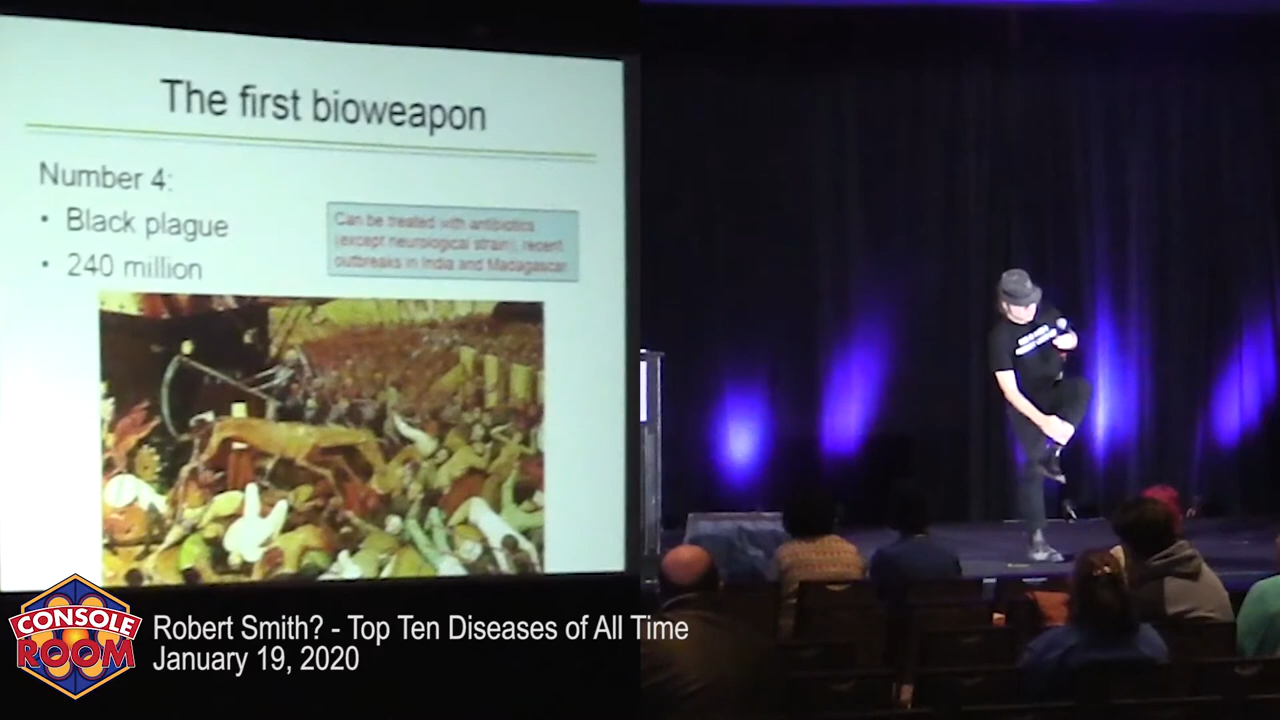 The first bioweapon
Number 4:
• Black plague
• 240 million
Can be treated with antibiotics
(except neurological strain), recent
outbreaks in India and Madagascar
CONSOLE
ROOM
Robert Smith? - Top Ten Diseases of All Time
January 19, 2020